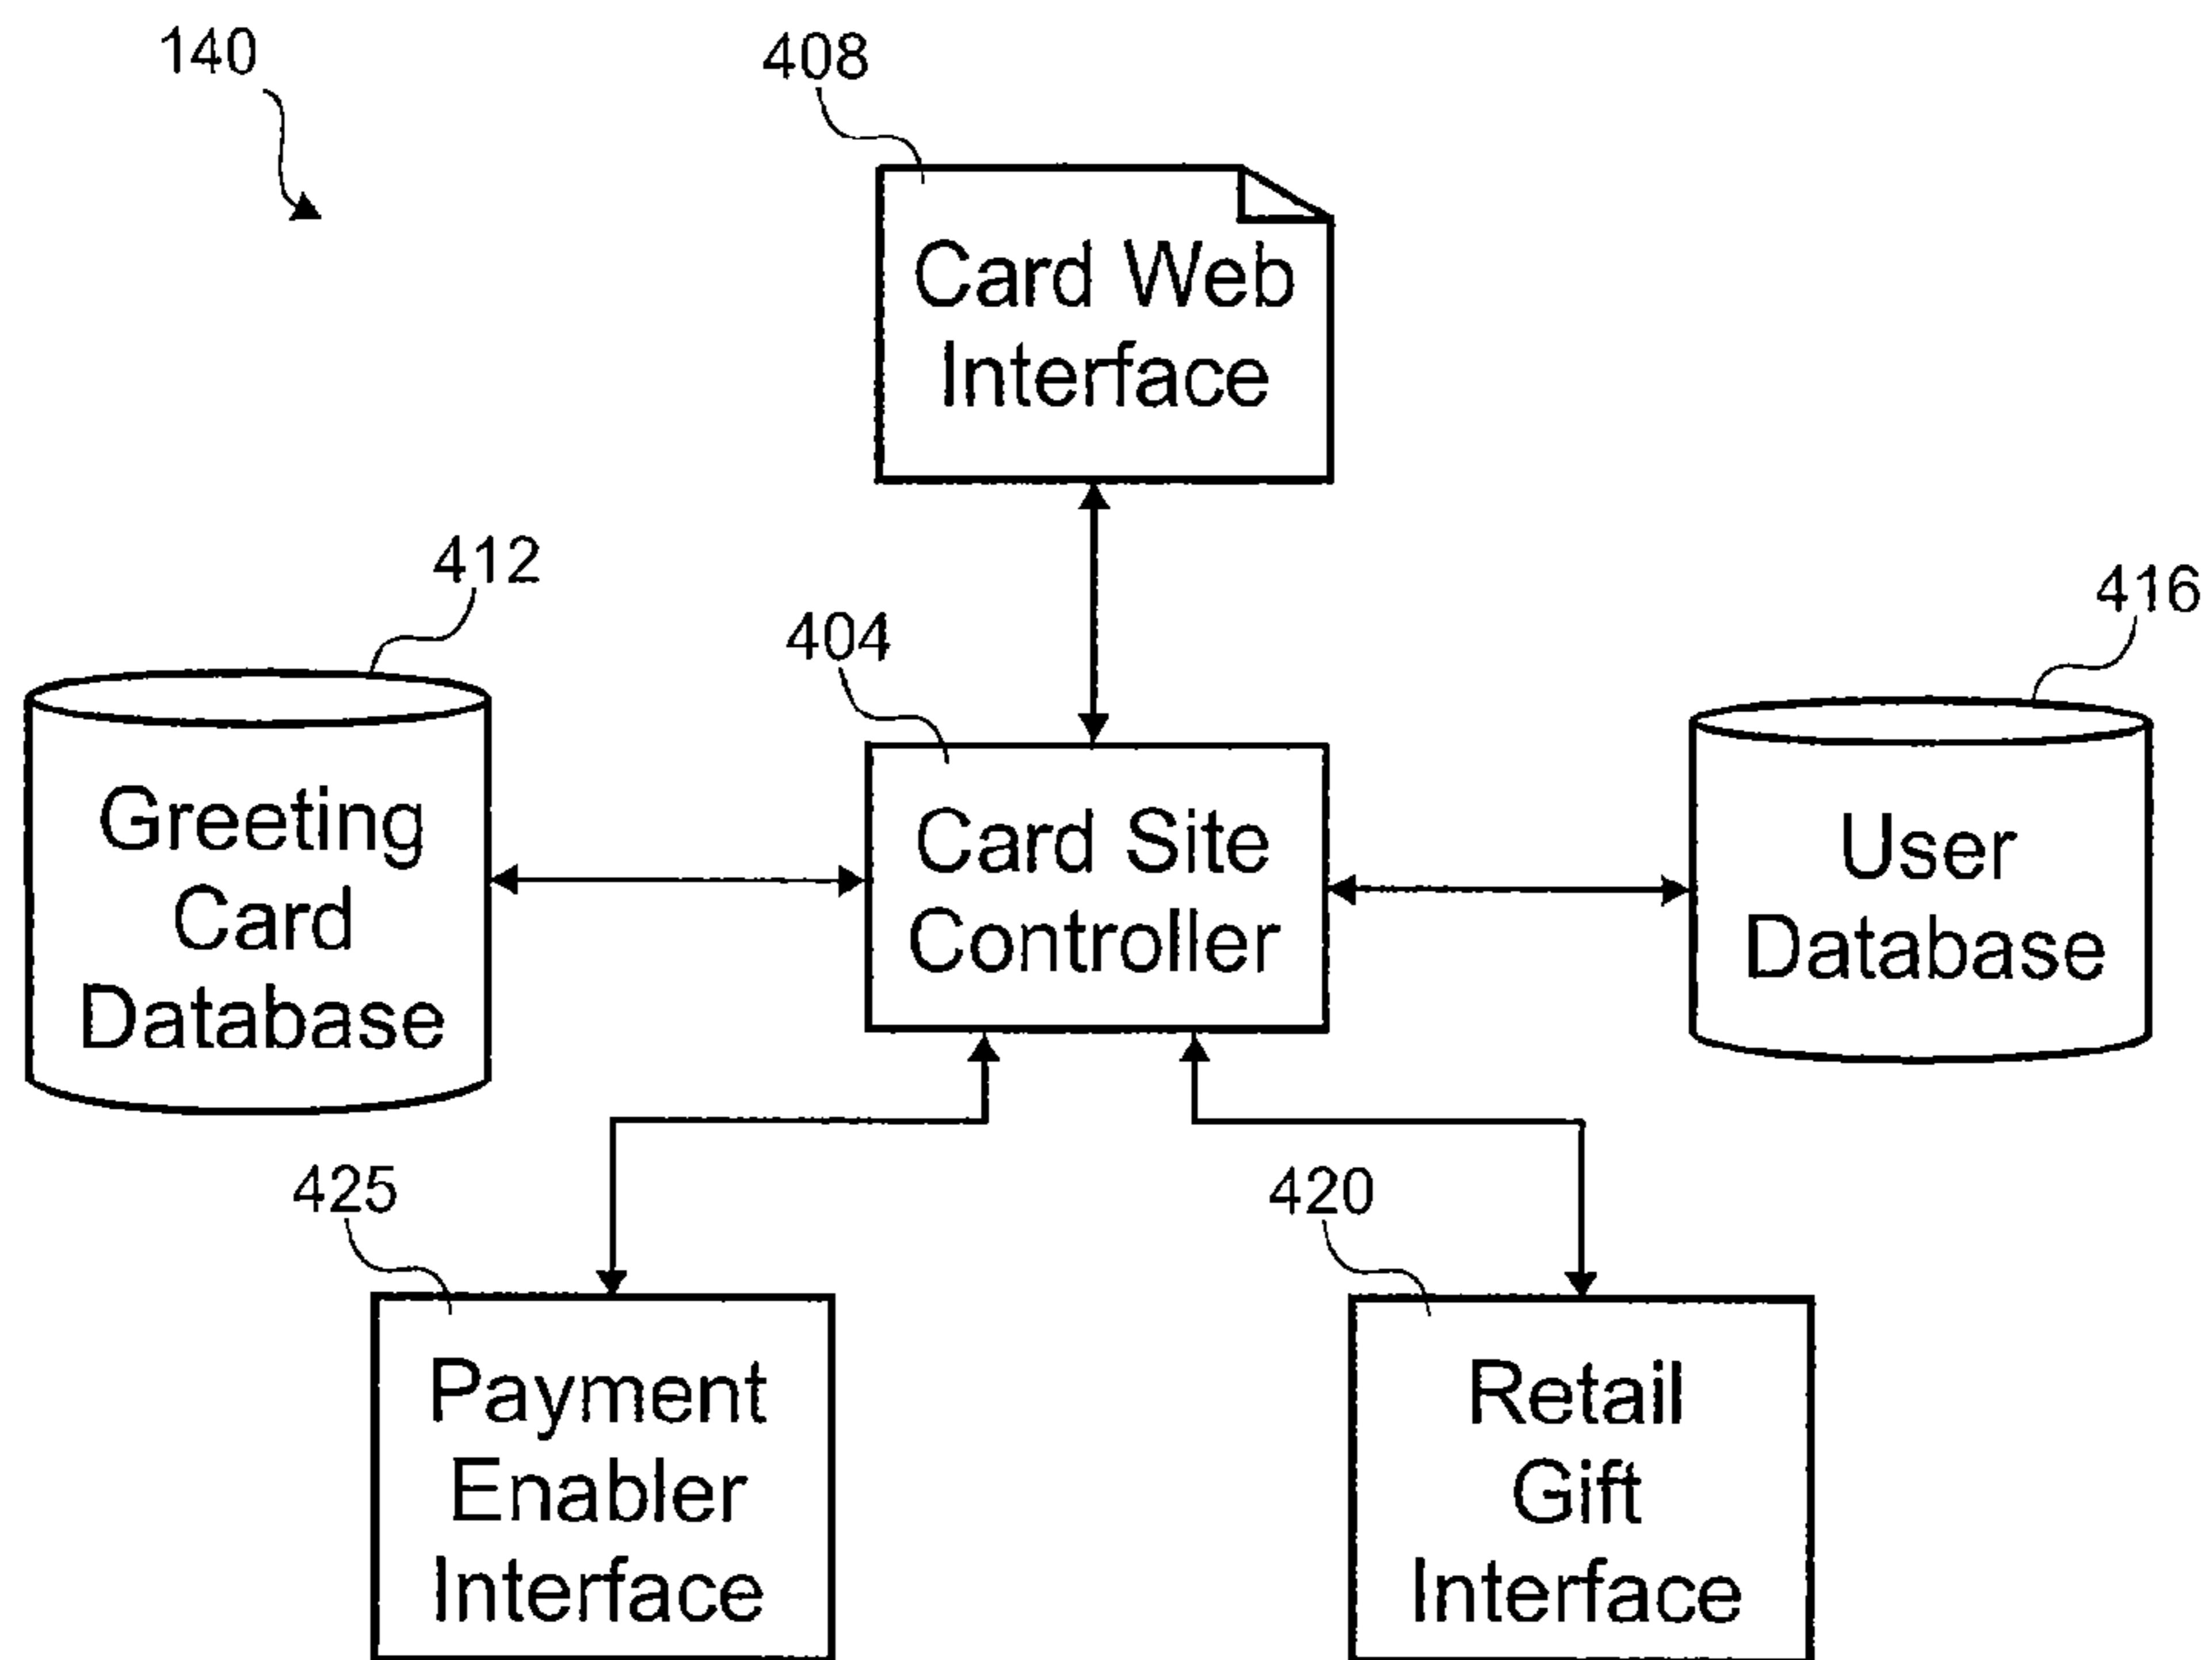 140
408
Card Web
Interface
412
404
416
Greeting
Card
Database
Card Site
Controller
User
Database
425
420
Payment
Enabler
Interface
Retail
Gift
Interface